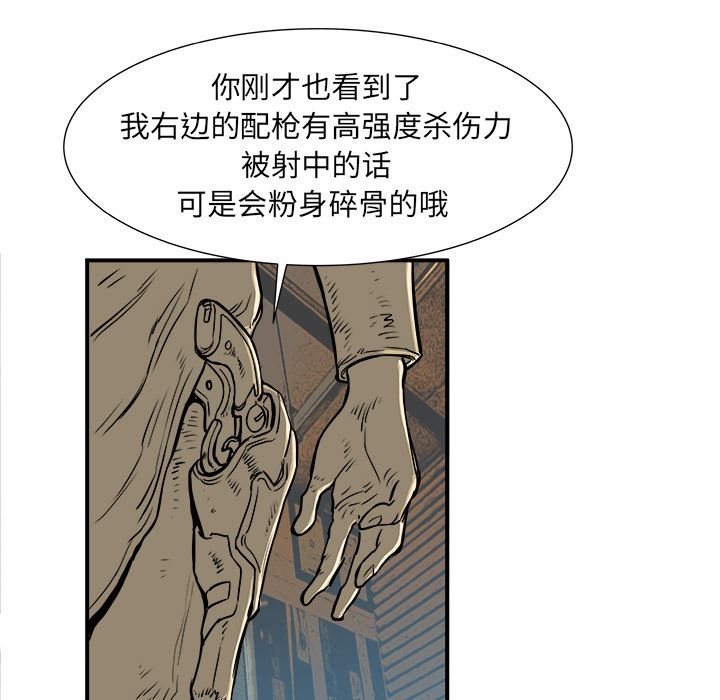 你刚才也看到了
我右边的配枪有高强度杀伤力
被射中的话
可是会粉身碎骨的哦